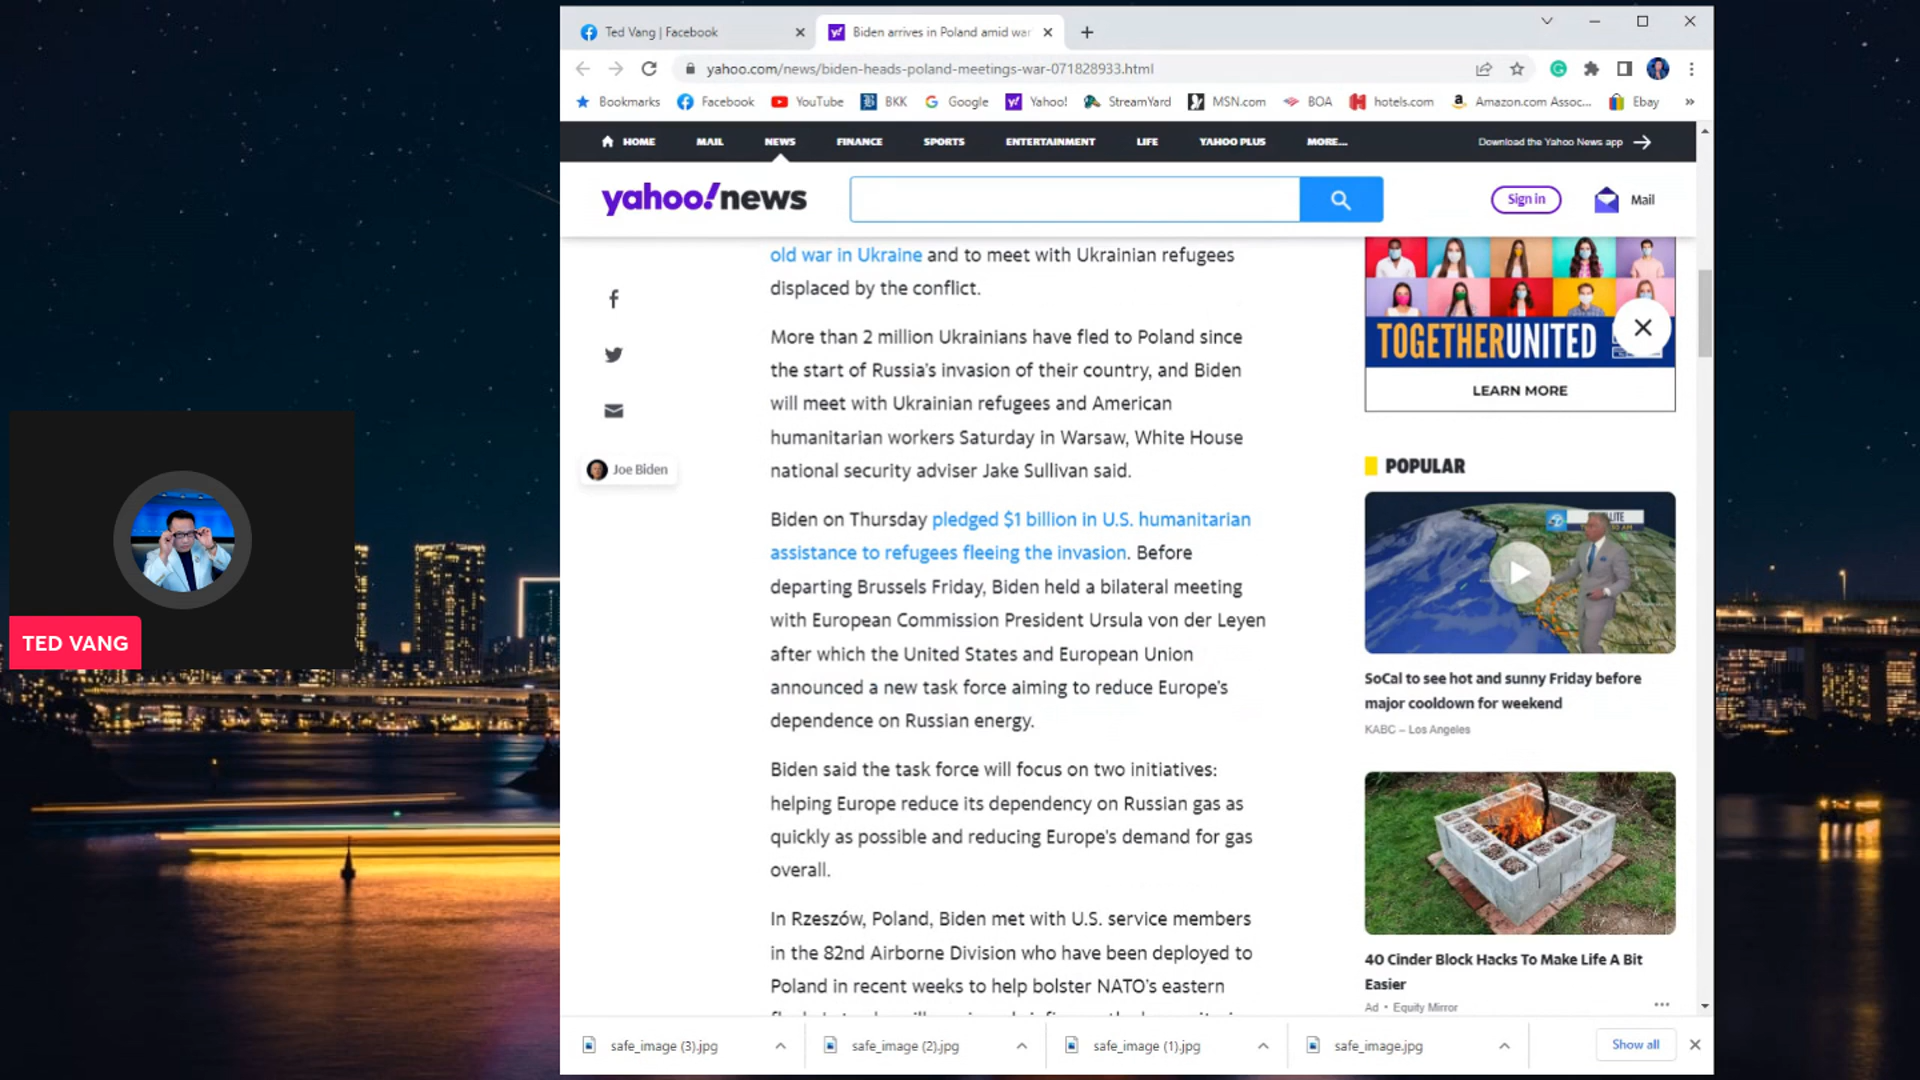 Ted Vang | Facebook
Biden arrives in Poland amid war
yahoo.com/news/biden-heads-poland-meetings-war-071828933.html
Bookmarks Facebook YouTube BKK Google Yahoo! StreamYard MSN.com BOA hotels.com Amazon.com Assoc... Ebay »
HOME MAIL NEWS FINANCE SPORTS ENTERTAINMENT LIFE YAHOO PLUS MORE... Download the Yahoo News app
yahoo!news
Sign in
Mail
old war in Ukraine and to meet with Ukrainian refugees
displaced by the conflict.
More than 2 million Ukrainians have fled to Poland since
the start of Russia's invasion of their country, and Biden
will meet with Ukrainian refugees and American
humanitarian workers Saturday in Warsaw, White House
national security adviser Jake Sullivan said.
Joe Biden
Biden on Thursday pledged $1 billion in U.S. humanitarian
assistance to refugees fleeing the invasion. Before
departing Brussels Friday, Biden held a bilateral meeting
with European Commission President Ursula von der Leyen
after which the United States and European Union
announced a new task force aiming to reduce Europe's
dependence on Russian energy.
Biden said the task force will focus on two initiatives:
helping Europe reduce its dependency on Russian gas as
quickly as possible and reducing Europe's demand for gas
overall.
In Rzeszów, Poland, Biden met with U.S. service members
in the 82nd Airborne Division who have been deployed to
Poland in recent weeks to help bolster NATO's eastern
TOGETHERUNITED
LEARN MORE
POPULAR
SoCal to see hot and sunny Friday before
major cooldown for weekend
KABC – Los Angeles
40 Cinder Block Hacks To Make Life A Bit
Easier
Ad • Equity Mirror
TED VANG
safe_image (3).jpg
safe_image (2).jpg
safe_image (1).jpg
safe_image.jpg
Show all